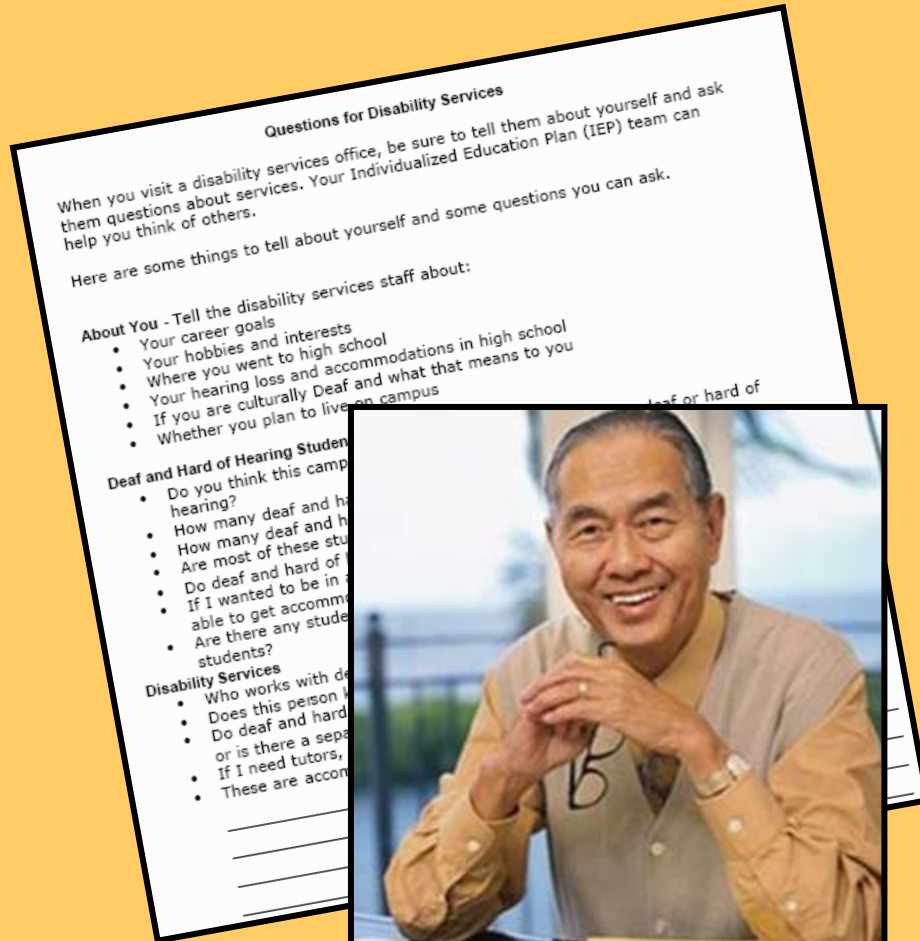 Questions for Disability Services
When you visit a disability services office, be sure to tell them about yourself and ask
them questions about services. Your Individualized Education Plan (IEP) team can
help you think of others.
Here are some things to tell about yourself and some questions you can ask.
About You - Tell the disability services staff about:
• Your career goals
• Your hobbies and interests
• Where you went to high school
• Your hearing loss and accommodations in high school
• If you are culturally Deaf and what that means to you
• Whether you plan to live on campus
Deaf and Hard of Hearing
• Do you think this or hard of
hearing?
• How many deaf and
• How many deaf and
• Are most of these
• Do deaf and hard of
• If I wanted to be in
able to get
• Are there any
students?
Disability Services
• Who works with
• Does this person
• Do deaf and hard
or is there a
• If I need tutors,
• These are